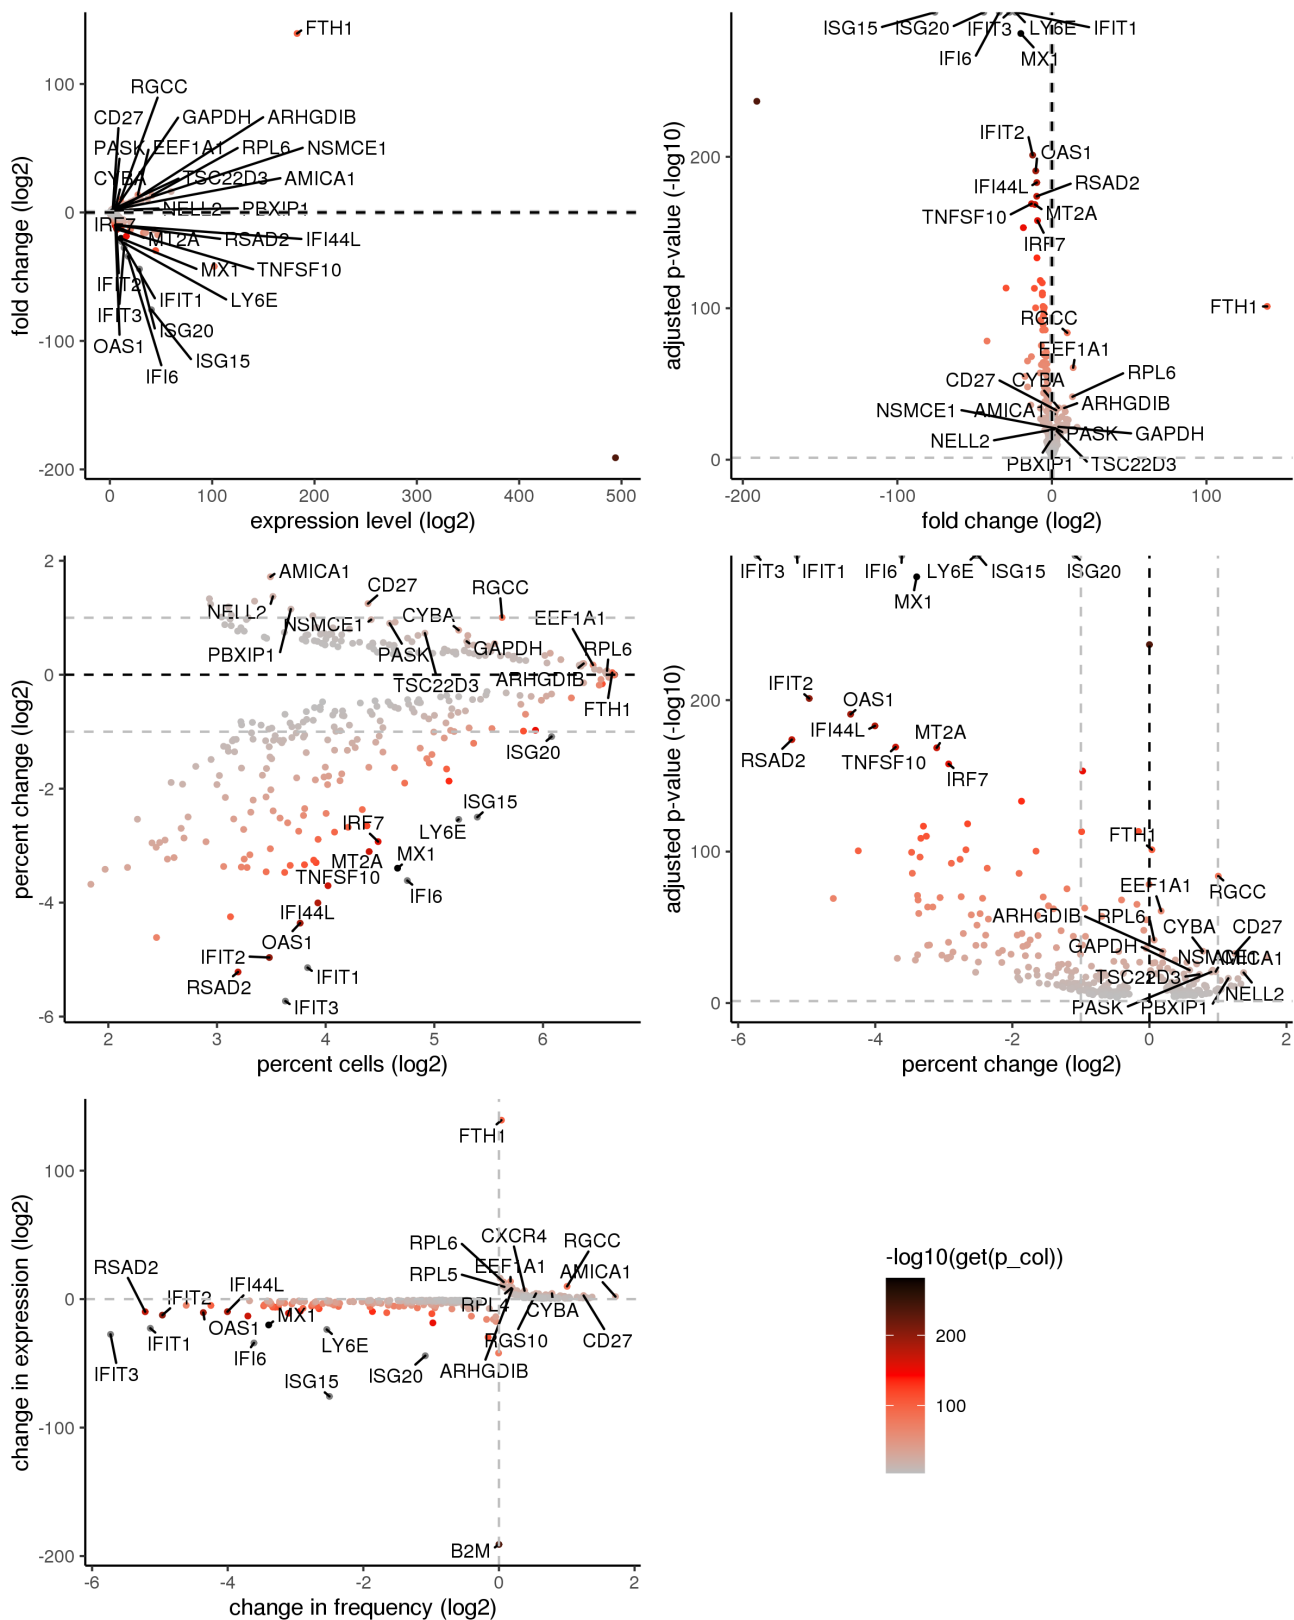 FTH1
RGCC
CD27 GAPDH ARHGDIB
PASK EEF1A1 RPL6 NSMCE1
CYBA TSC22D3 AMICA1
NELL2 PBXIP1
IRF7 MT2A RSAD2 IFI44L
MX1 TNFSF10
IFIT2 IFIT1 LY6E
IFIT3 ISG20
OAS1 ISG15
IFI6
100
0
-100
-200
0 100 200 300 400 500
expression level (log2)
fold change (log2)
ISG15 ISG20 IFIT3 LY6E IFIT1
IFI6 MX1
IFIT2
OAS1
IFI44L RSAD2
TNFSF10 MT2A
IRF7
FTH1
RGCC
EEF1A1
CD27 CYBA RPL6
NSMCE1 AMICA1 ARHGDIB
NELL2 PASK GAPDH
PBXIP1 TSC22D3
200
100
0
-200 -100 0 100
fold change (log2)
adjusted p-value (-log10)
AMICA1
CD27 RGCC
NELL2 NSMCE1 CYBA EEF1A1
PBXIP1 PASK GAPDH RPL6
TSC22D3 ARHGDIB
FTH1
ISG20
ISG15
IRF7 LY6E
MT2A MX1
TNFSF10 IFI6
IFI44L
OAS1
IFIT2 IFIT1
RSAD2
IFIT3
2
0
-2
-4
-6
2 3 4 5 6
percent cells (log2)
percent change (log2)
IFIT3 IFIT1 IFI6 LY6E ISG15 ISG20
MX1
IFIT2
OAS1
IFI44L MT2A
RSAD2 TNFSF10
IRF7
FTH1
EEF1A1 RGCC
ARHGDIB RPL6 CYBA CD27
GAPDH NSMCE1 AMICA1
TSC22D3
PASK PBXIP1 NELL2
200
100
0
-6 -4 -2 0 2
percent change (log2)
adjusted p-value (-log10)
FTH1
RPL6 CXCR4 RGCC
RSAD2 RPL5 EEF1A1 AMICA1
IFI44L
IFIT2 RPL4 CYBA
OAS1 MX1
IFIT1 IFI6 LY6E RGS10 CD27
IFIT3 ISG15 ISG20 ARHGDIB
B2M
100
0
-100
-200
-6 -4 -2 0 2
change in frequency (log2)
change in expression (log2)
-log10(get(p_col))
200
100